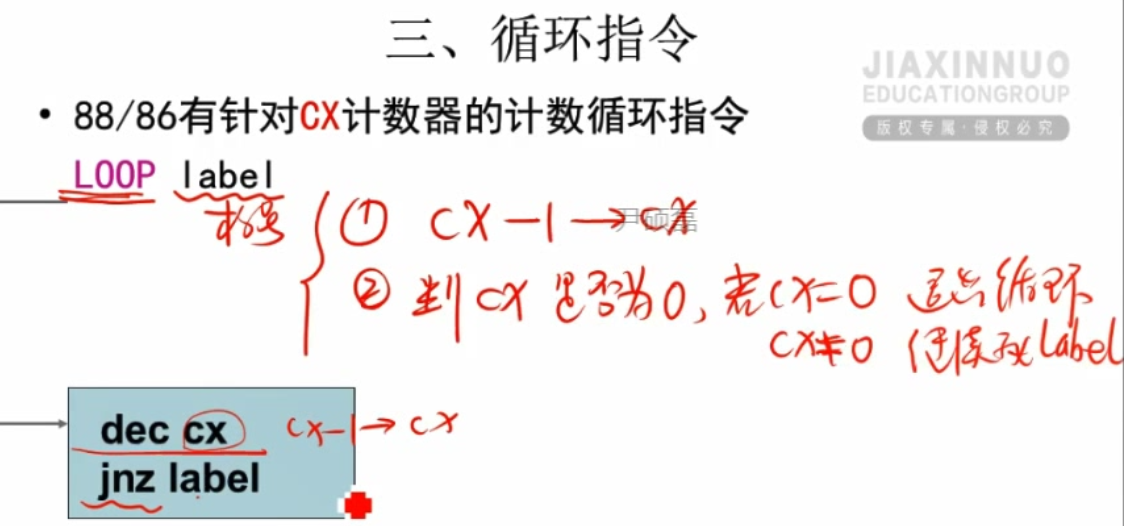 三、循环指令
JIAXINNUO
EDUCATIONGROUP
版权专属·侵权必究
• 88/86有针对CX计数器的计数循环指令
LOOP label
标号
① CX-1→CX
尹硕磊
② 判CX是否为0,若CX=0 退出循环
CX≠0 继续执行label
dec cx CX-1→CX
jnz label